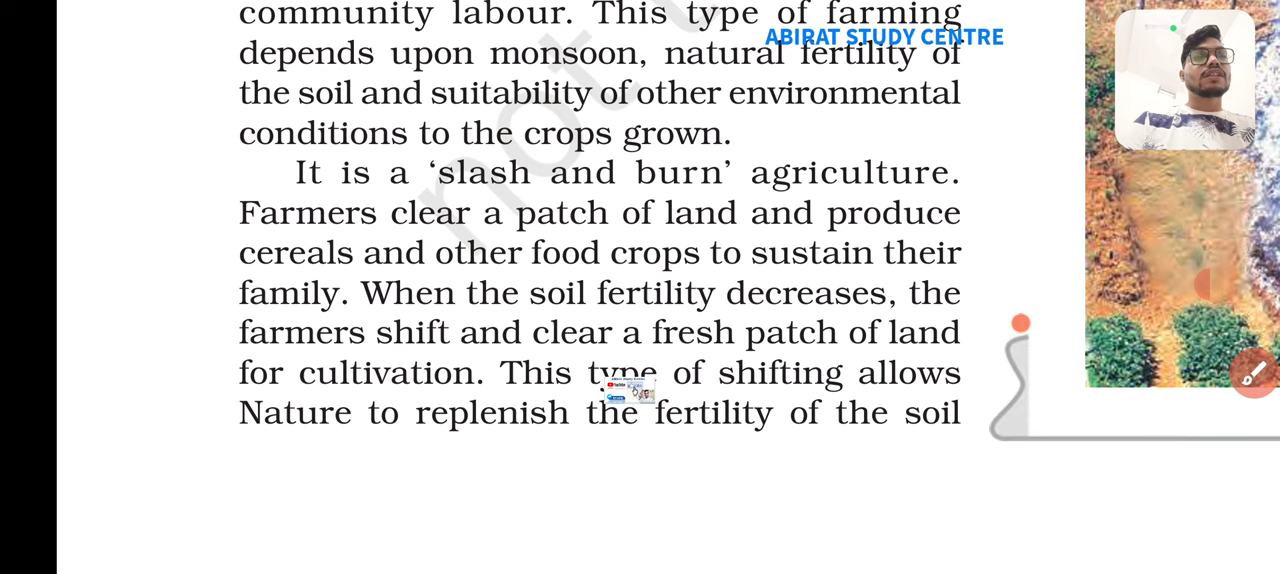 community labour. This type of farming
ABIRAT STUDY CENTRE
depends upon monsoon, natural fertility of
the soil and suitability of other environmental
conditions to the crops grown.
It is a ‘slash and burn’ agriculture.
Farmers clear a patch of land and produce
cereals and other food crops to sustain their
family. When the soil fertility decreases, the
farmers shift and clear a fresh patch of land
for cultivation. This type of shifting allows
Nature to replenish the fertility of the soil
not